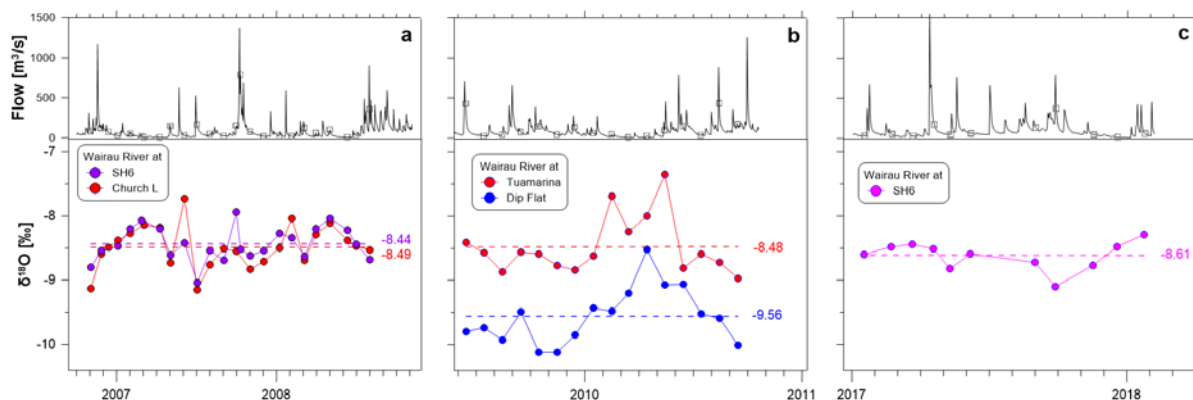 a
b
c
Flow [m³/s]
1500
1000
500
0
δ¹⁸O [‰]
-7
-8
-9
-10
Wairau River at
SH6
Church L
-8.44
-8.49
2007
2008
Wairau River at
Tuamarina
Dip Flat
-8.48
-9.56
2010
2011
Wairau River at
SH6
-8.61
2017
2018